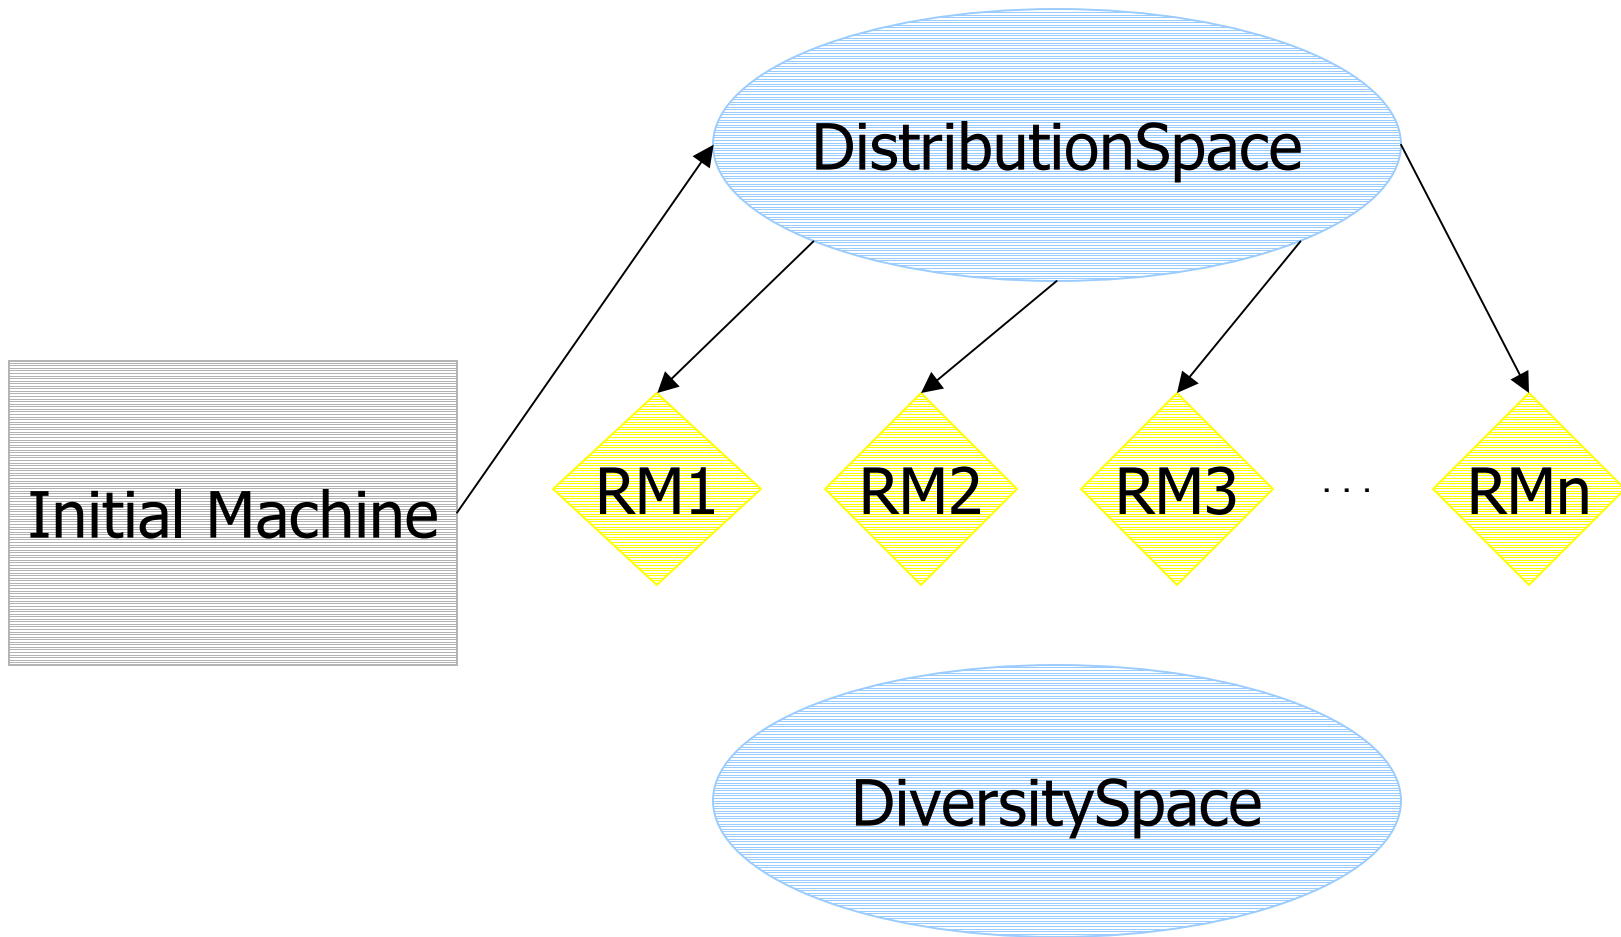 DistributionSpace
Initial Machine
RM1
RM2
RM3
. . .
RMn
DiversitySpace